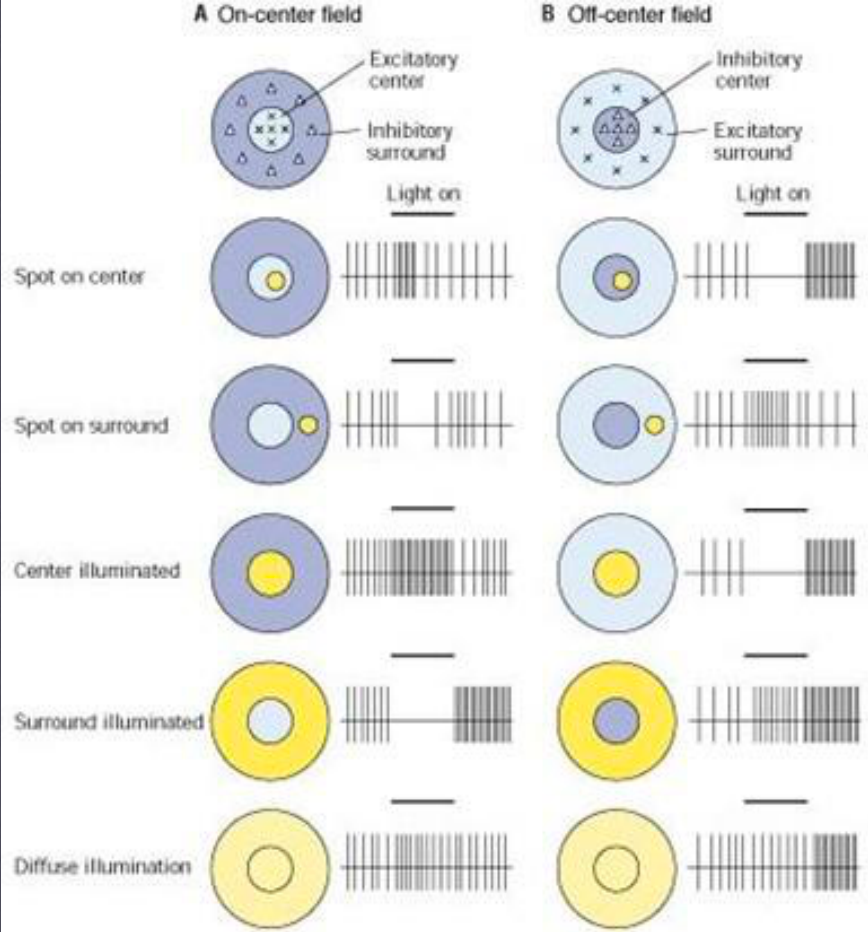 A On-center field
B Off-center field
Excitatory
center
Inhibitory
surround
Light on
Inhibitory
center
Excitatory
surround
Light on
Spot on center
Spot on surround
Center illuminated
Surround illuminated
Diffuse illumination